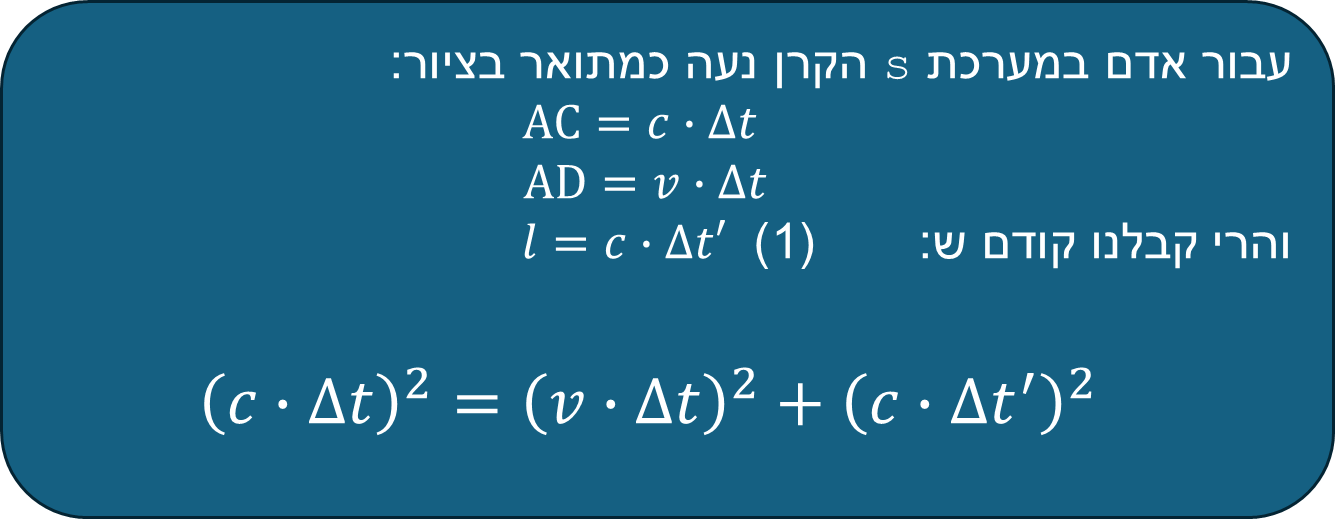 עבור אדם במערכת s הקרן נעה כמתואר בציור:
AC = c · Δt
AD = v · Δt
והרי קבלנו קודם ש: l = c · Δt′ (1)
(c · Δt)² = (v · Δt)² + (c · Δt′)²